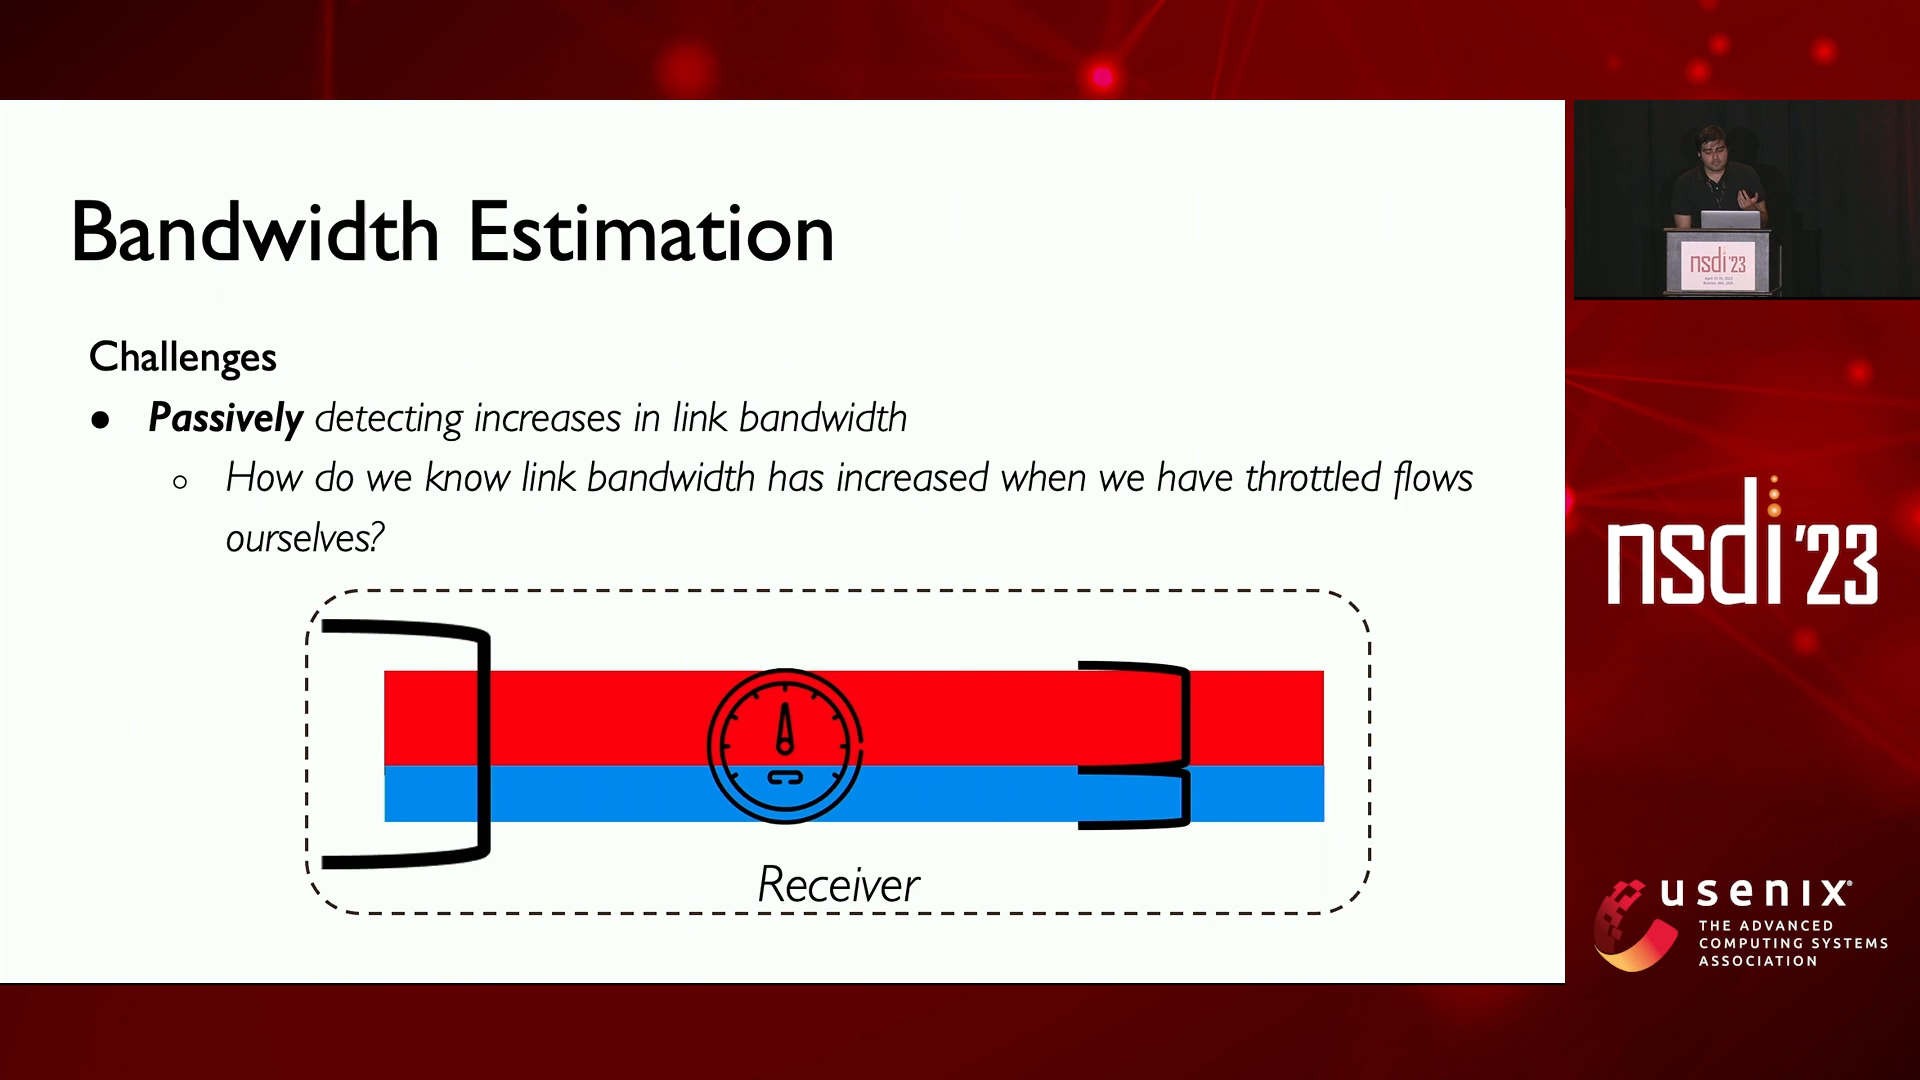 Bandwidth Estimation
Challenges
● Passively detecting increases in link bandwidth
○ How do we know link bandwidth has increased when we have throttled flows
ourselves?
Receiver
nsdi'23
nsdi'23
usenix®
THE ADVANCED
COMPUTING SYSTEMS
ASSOCIATION